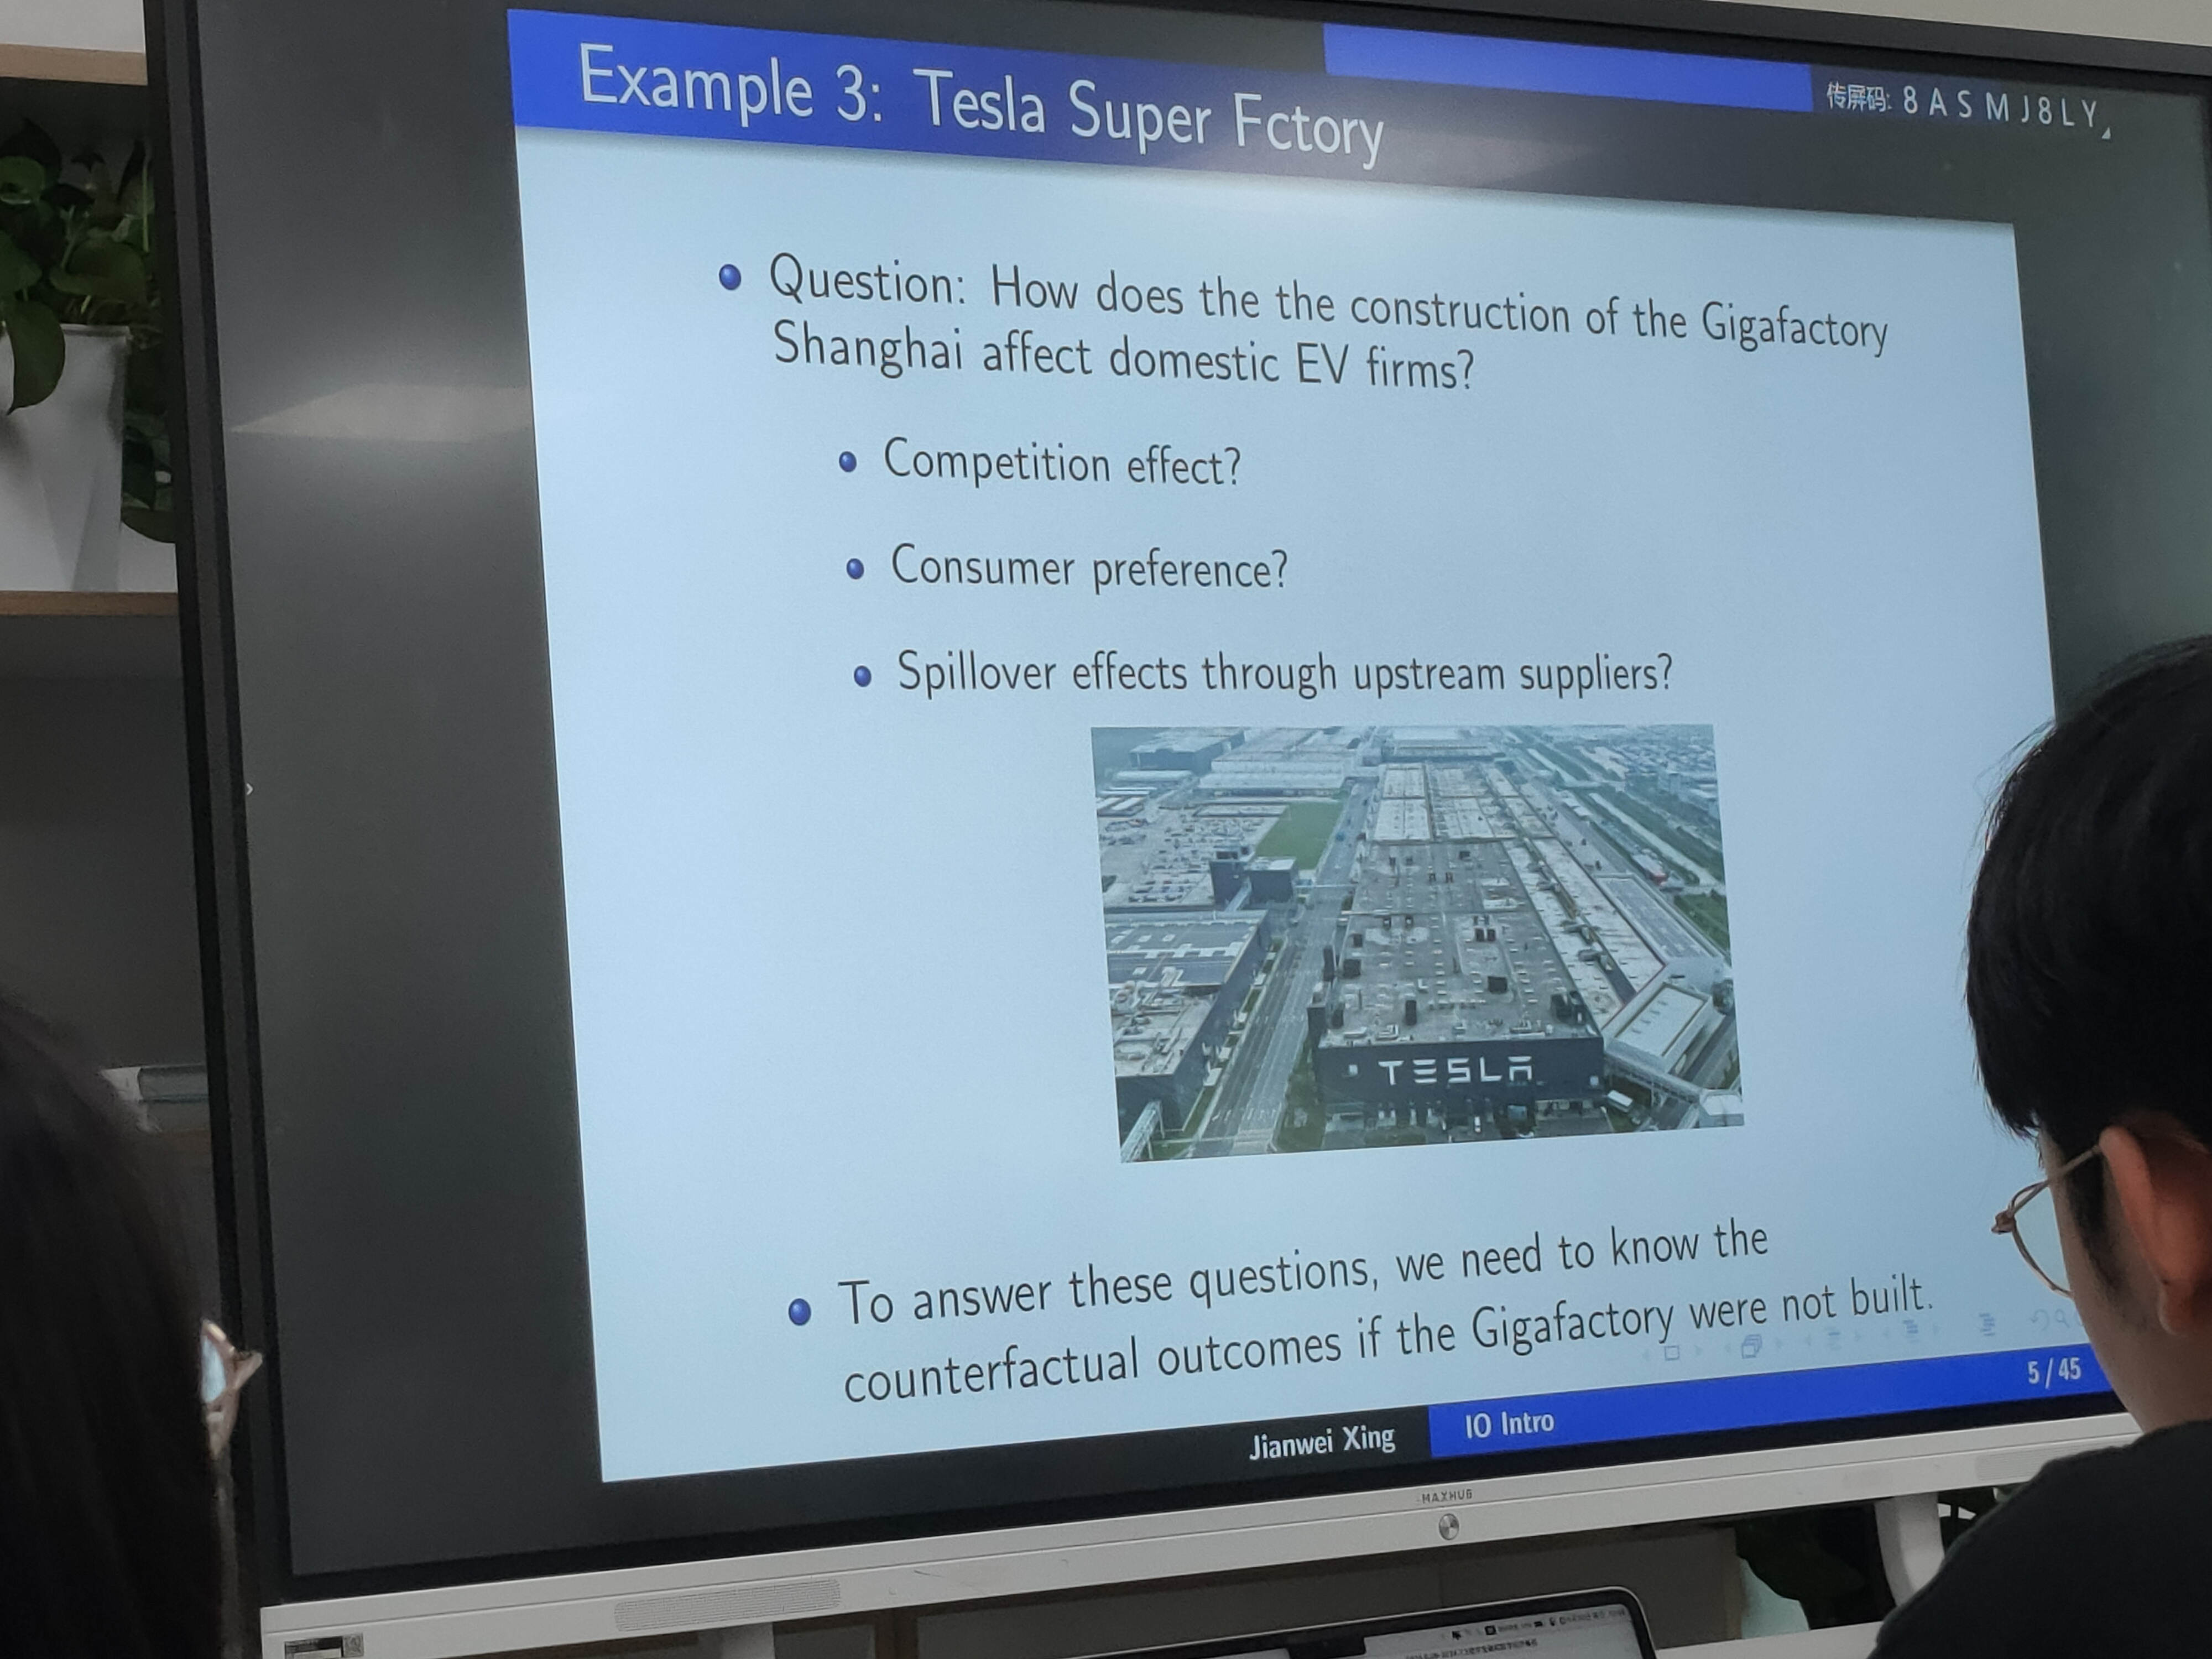 Example 3: Tesla Super Fctory
传屏码: 8 A S M J 8 L Y
Question: How does the the construction of the Gigafactory
Shanghai affect domestic EV firms?
Competition effect?
Consumer preference?
Spillover effects through upstream suppliers?
TESLA
To answer these questions, we need to know the
counterfactual outcomes if the Gigafactory were not built.
5 / 45
Jianwei Xing
IO Intro
MAXHUB